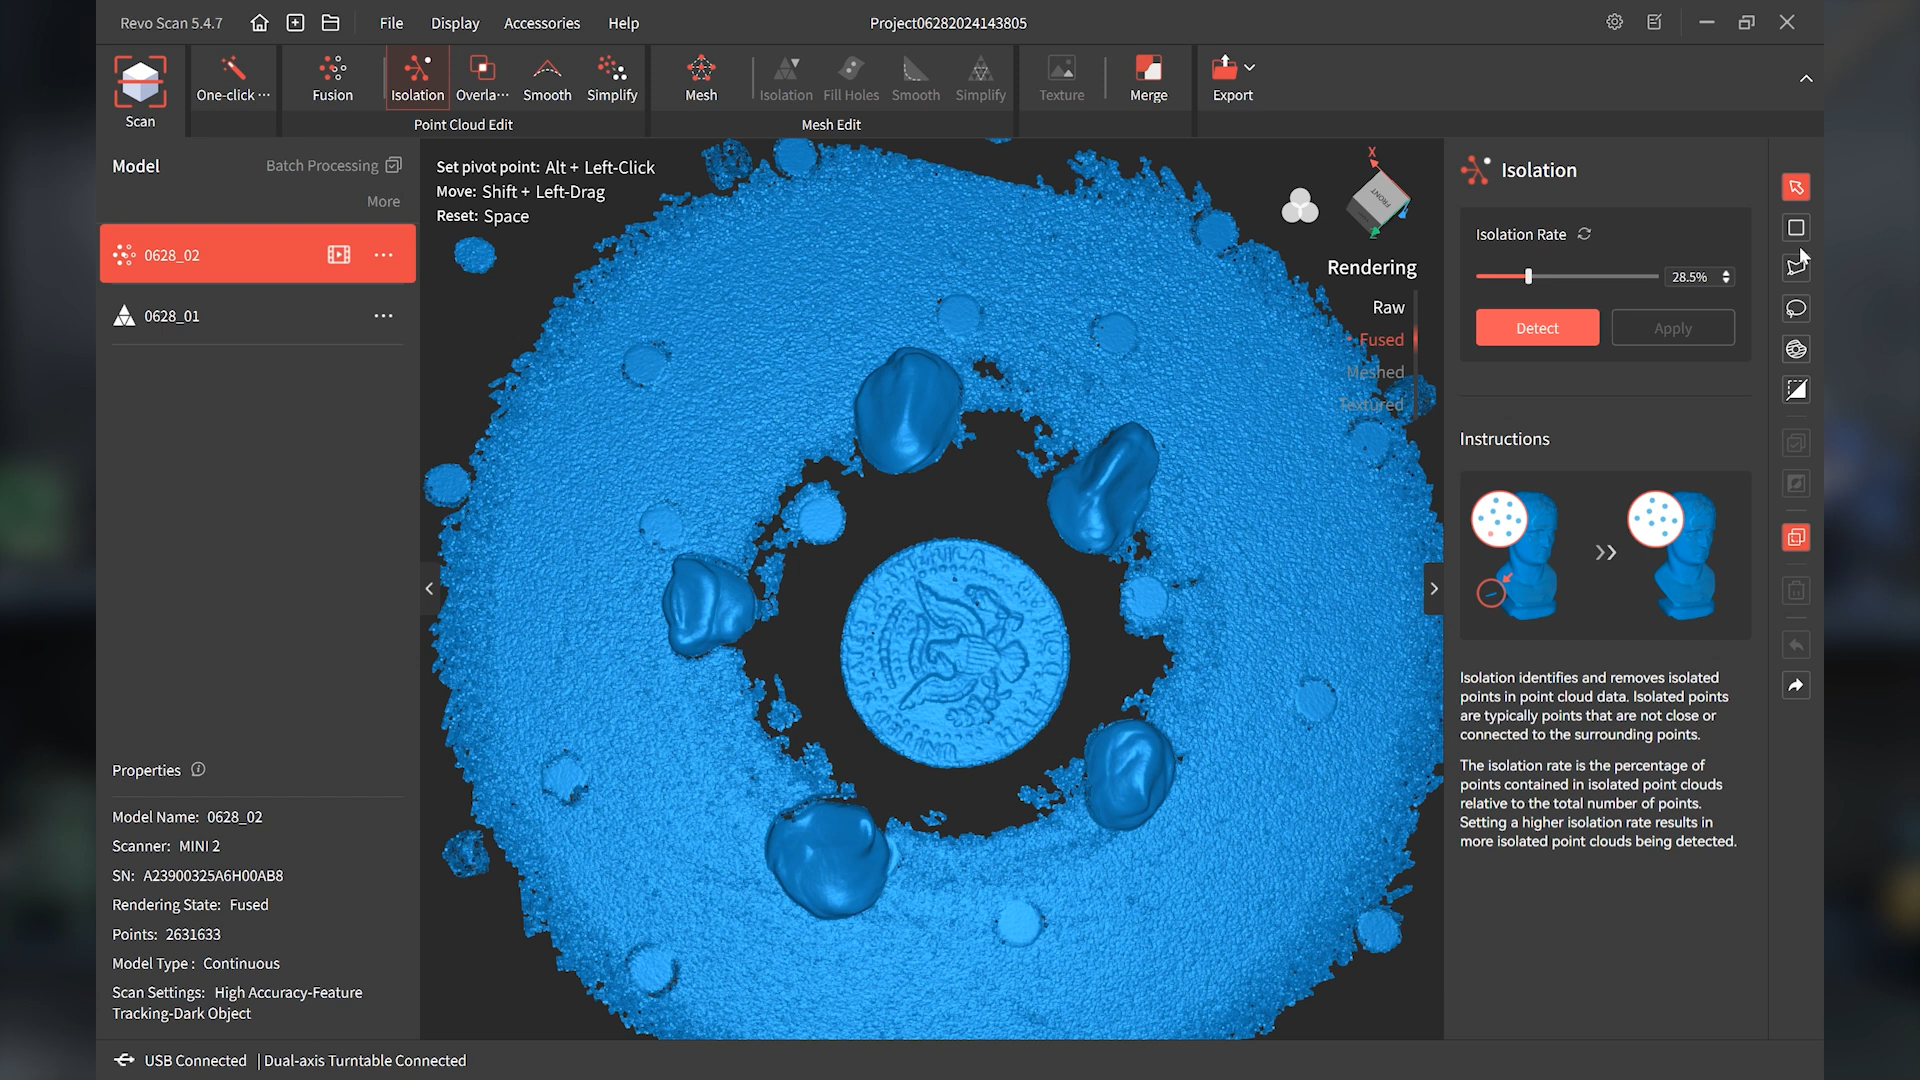 Revo Scan 5.4.7
File
Display
Accessories
Help
Project06282024143805
Scan
One-click ···
Fusion
Isolation
Overla···
Smooth
Simplify
Point Cloud Edit
Mesh
Isolation
Fill Holes
Smooth
Simplify
Mesh Edit
Texture
Merge
Export
Model
Batch Processing
More
0628_02
0628_01
Properties
Model Name: 0628_02
Scanner: MINI 2
SN: A23900325A6H00AB8
Rendering State: Fused
Points: 2631633
Model Type : Continuous
Scan Settings: High Accuracy-Feature
Tracking-Dark Object
Set pivot point: Alt + Left-Click
Move: Shift + Left-Drag
Reset: Space
X
FRONT
Z
Rendering
Raw
Fused
Meshed
Textured
Isolation
Isolation Rate
28.5%
Detect
Apply
Instructions
Isolation identifies and removes isolated
points in point cloud data. Isolated points
are typically points that are not close or
connected to the surrounding points.
The isolation rate is the percentage of
points contained in isolated point clouds
relative to the total number of points.
Setting a higher isolation rate results in
more isolated point clouds being detected.
USB Connected | Dual-axis Turntable Connected